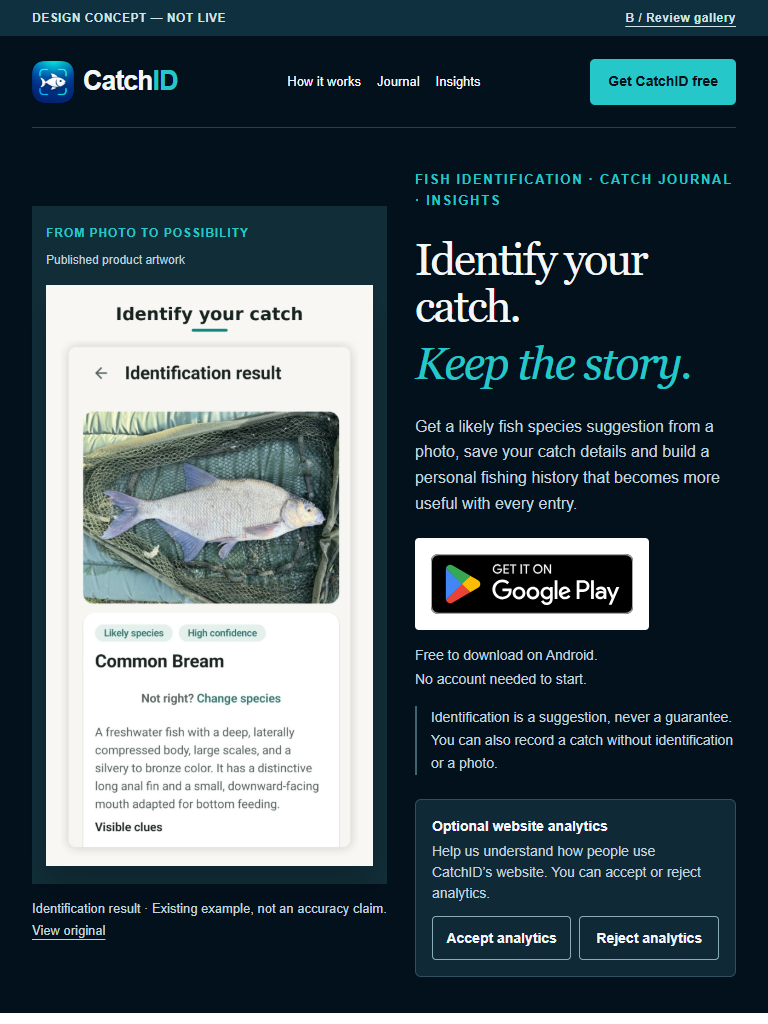 DESIGN CONCEPT — NOT LIVE
B / Review gallery
CatchID
How it works
Journal
Insights
Get CatchID free
FROM PHOTO TO POSSIBILITY
Published product artwork
Identify your catch
Identification result
Likely species
High confidence
Common Bream
Not right? Change species
A freshwater fish with a deep, laterally
compressed body, large scales, and a
silvery to bronze color. It has a distinctive
long anal fin and a small, downward-facing
mouth adapted for bottom feeding.
Visible clues
Identification result · Existing example, not an accuracy claim.
View original
FISH IDENTIFICATION · CATCH JOURNAL
· INSIGHTS
Identify your
catch.
Keep the story.
Get a likely fish species suggestion from a
photo, save your catch details and build a
personal fishing history that becomes more
useful with every entry.
GET IT ON
Google Play
Free to download on Android.
No account needed to start.
Identification is a suggestion, never a guarantee.
You can also record a catch without identification
or a photo.
Optional website analytics
Help us understand how people use
CatchID’s website. You can accept or reject
analytics.
Accept analytics
Reject analytics